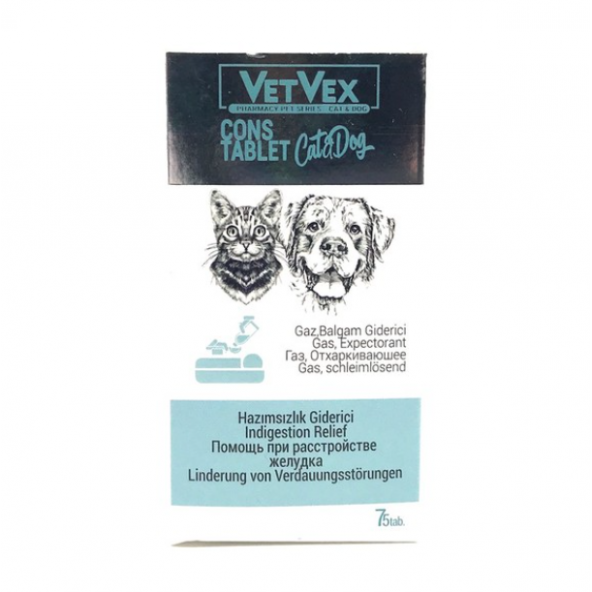 VETVEX
PHARMACY PET SERIES CAT & DOG
CONS
TABLET Cat&Dog
Gaz,Balgam Giderici
Gas, Expectorant
Газ, Отхаркивающее
Gas, schleimlösend
Hazımsızlık Giderici
Indigestion Relief
Помощь при расстройстве
желудка
Linderung von Verdauungsstörungen
75tab.